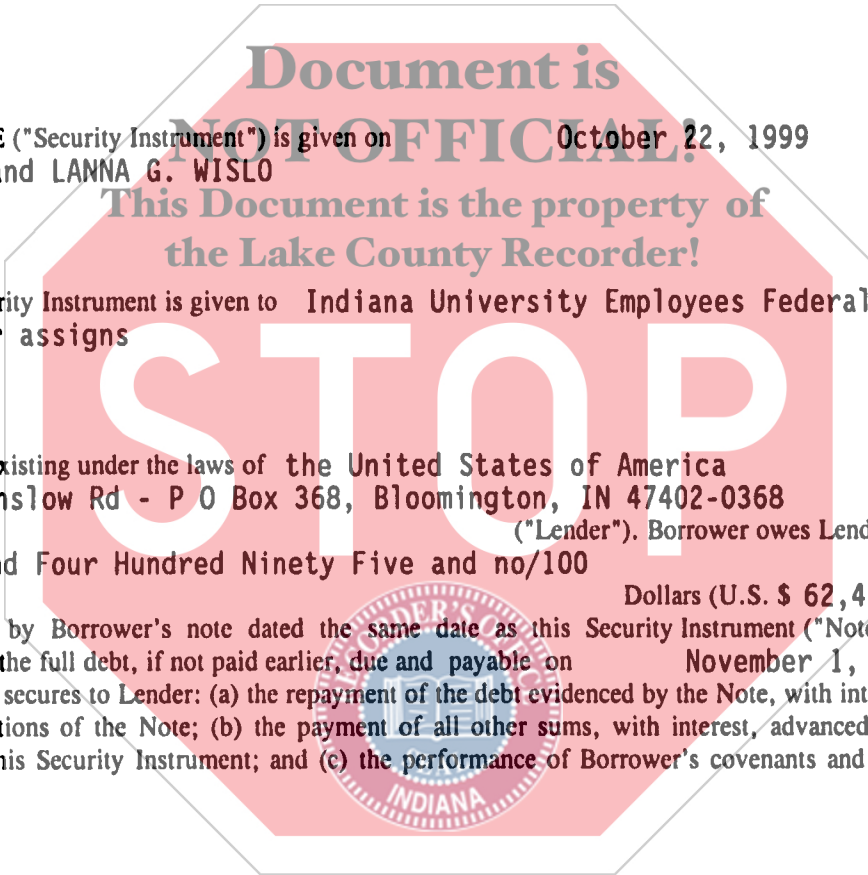 Document is
E ("Security Instrument") is given on October 22, 1999
NOT OFFICIAL!
and LANNA G. WISLO
This Document is the property of
the Lake County Recorder!
rity Instrument is given to Indiana University Employees Federal
assigns
STOP
xisting under the laws of the United States of America
nslow Rd - P O Box 368, Bloomington, IN 47402-0368
("Lender"). Borrower owes Lend
d Four Hundred Ninety Five and no/100
Dollars (U.S. $ 62,4
by Borrower's note dated the same date as this Security Instrument ("Note
the full debt, if not paid earlier, due and payable on November 1,
secures to Lender: (a) the repayment of the debt evidenced by the Note, with int
tions of the Note; (b) the payment of all other sums, with interest, advanced
his Security Instrument; and (c) the performance of Borrower's covenants and
RECORDER'S OFFICE
INDIANA